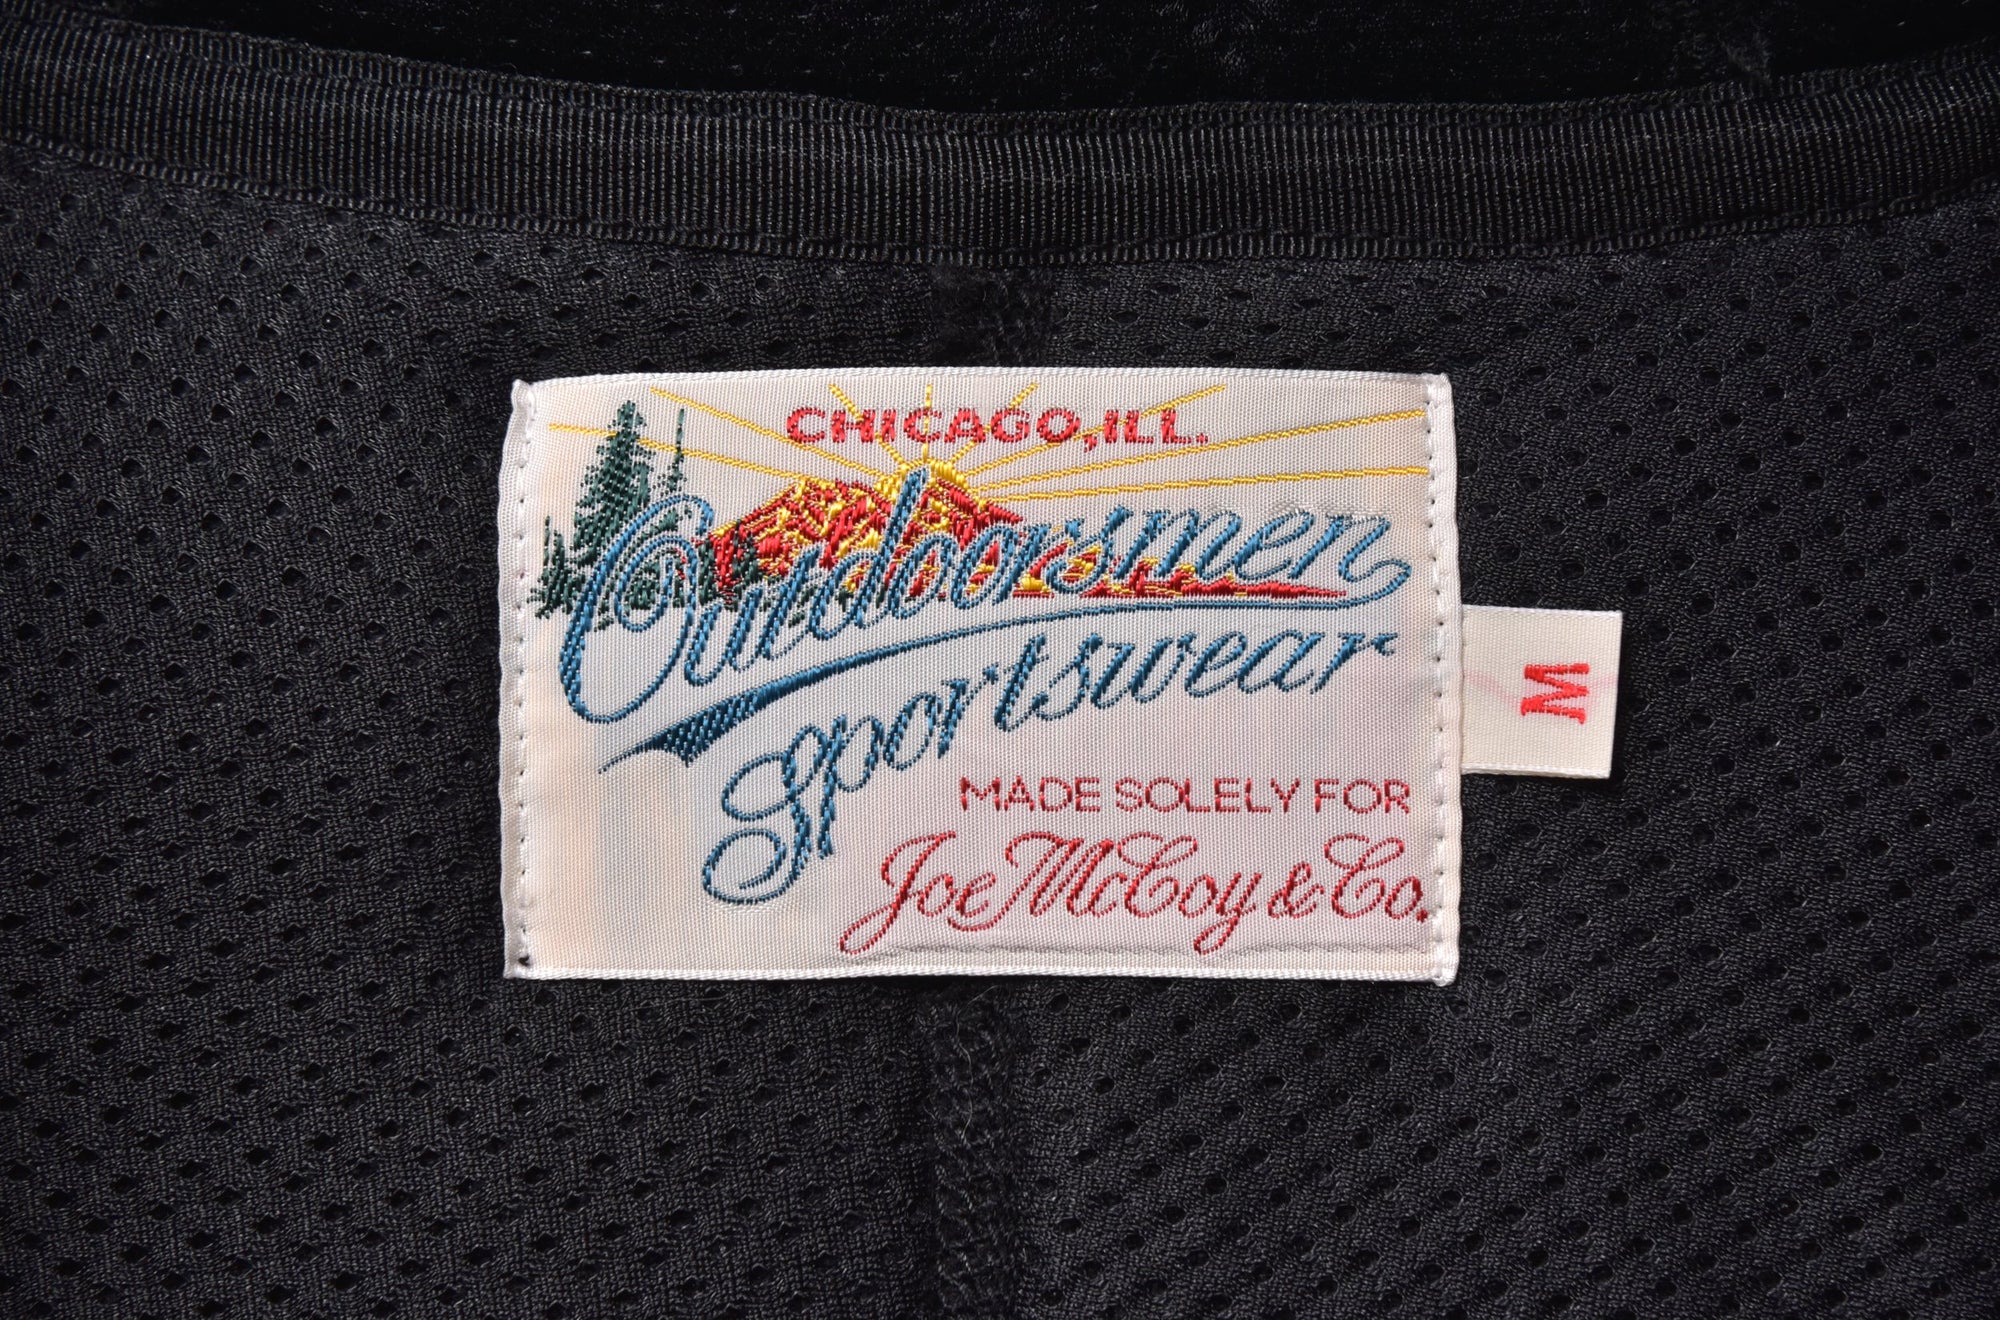 CHICAGO, ILL.
Outdoorsmen
Sportswear
MADE SOLELY FOR
Joe McCoy & Co.
M